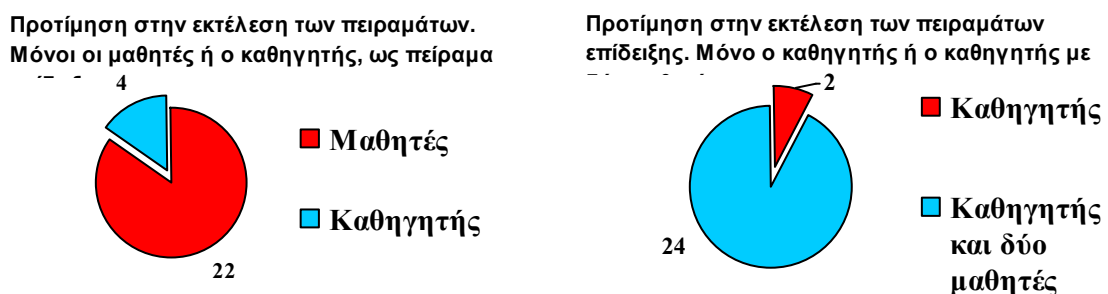 Προτίμηση στην εκτέλεση των πειραμάτων.
Μόνοι οι μαθητές ή ο καθηγητής, ως πείραμα
4
22
Μαθητές
Καθηγητής
Προτίμηση στην εκτέλεση των πειραμάτων
επίδειξης. Μόνο ο καθηγητής ή ο καθηγητής με
2
24
Καθηγητής
Καθηγητής
και δύο
μαθητές